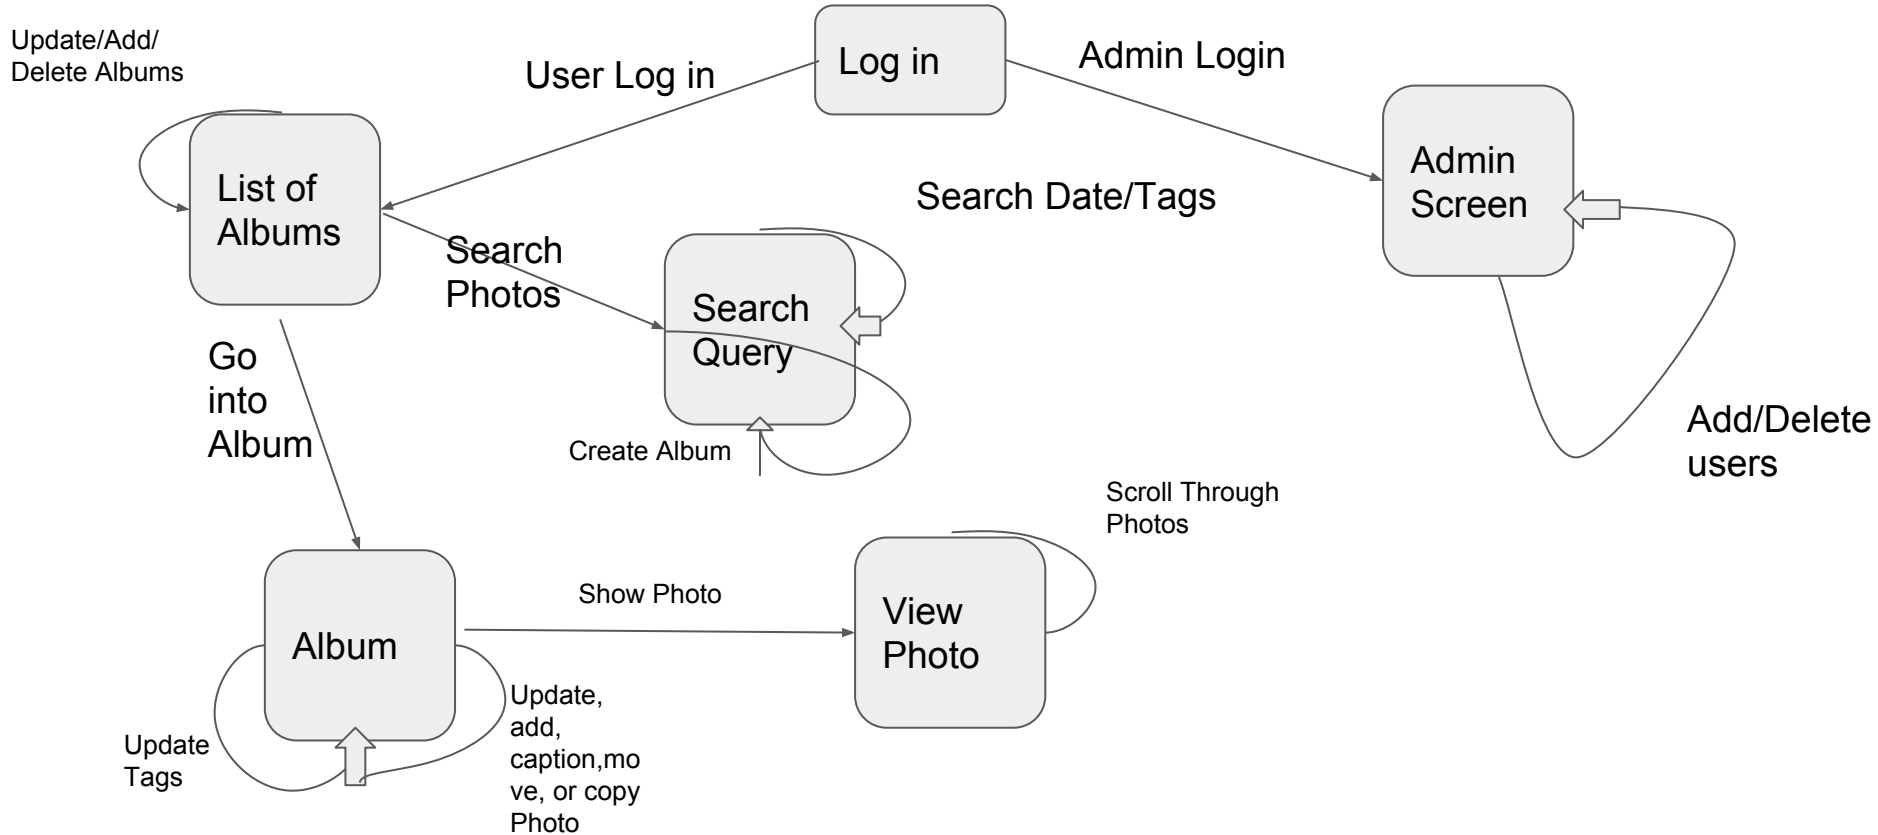 Update/Add/
Delete Albums
User Log in
Log in
Admin Login
List of
Albums
Search
Photos
Search Date/Tags
Admin
Screen
Search
Query
Go
into
Album
Create Album
Add/Delete
users
Scroll Through
Photos
Album
Show Photo
View
Photo
Update
Tags
Update,
add,
caption,mo
ve, or copy
Photo